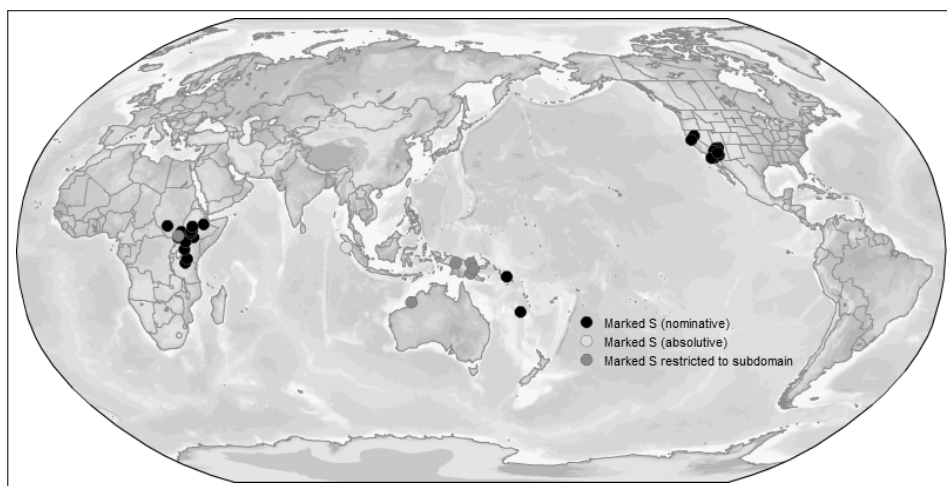 Marked S (nominative)
Marked S (absolutive)
Marked S restricted to subdomain